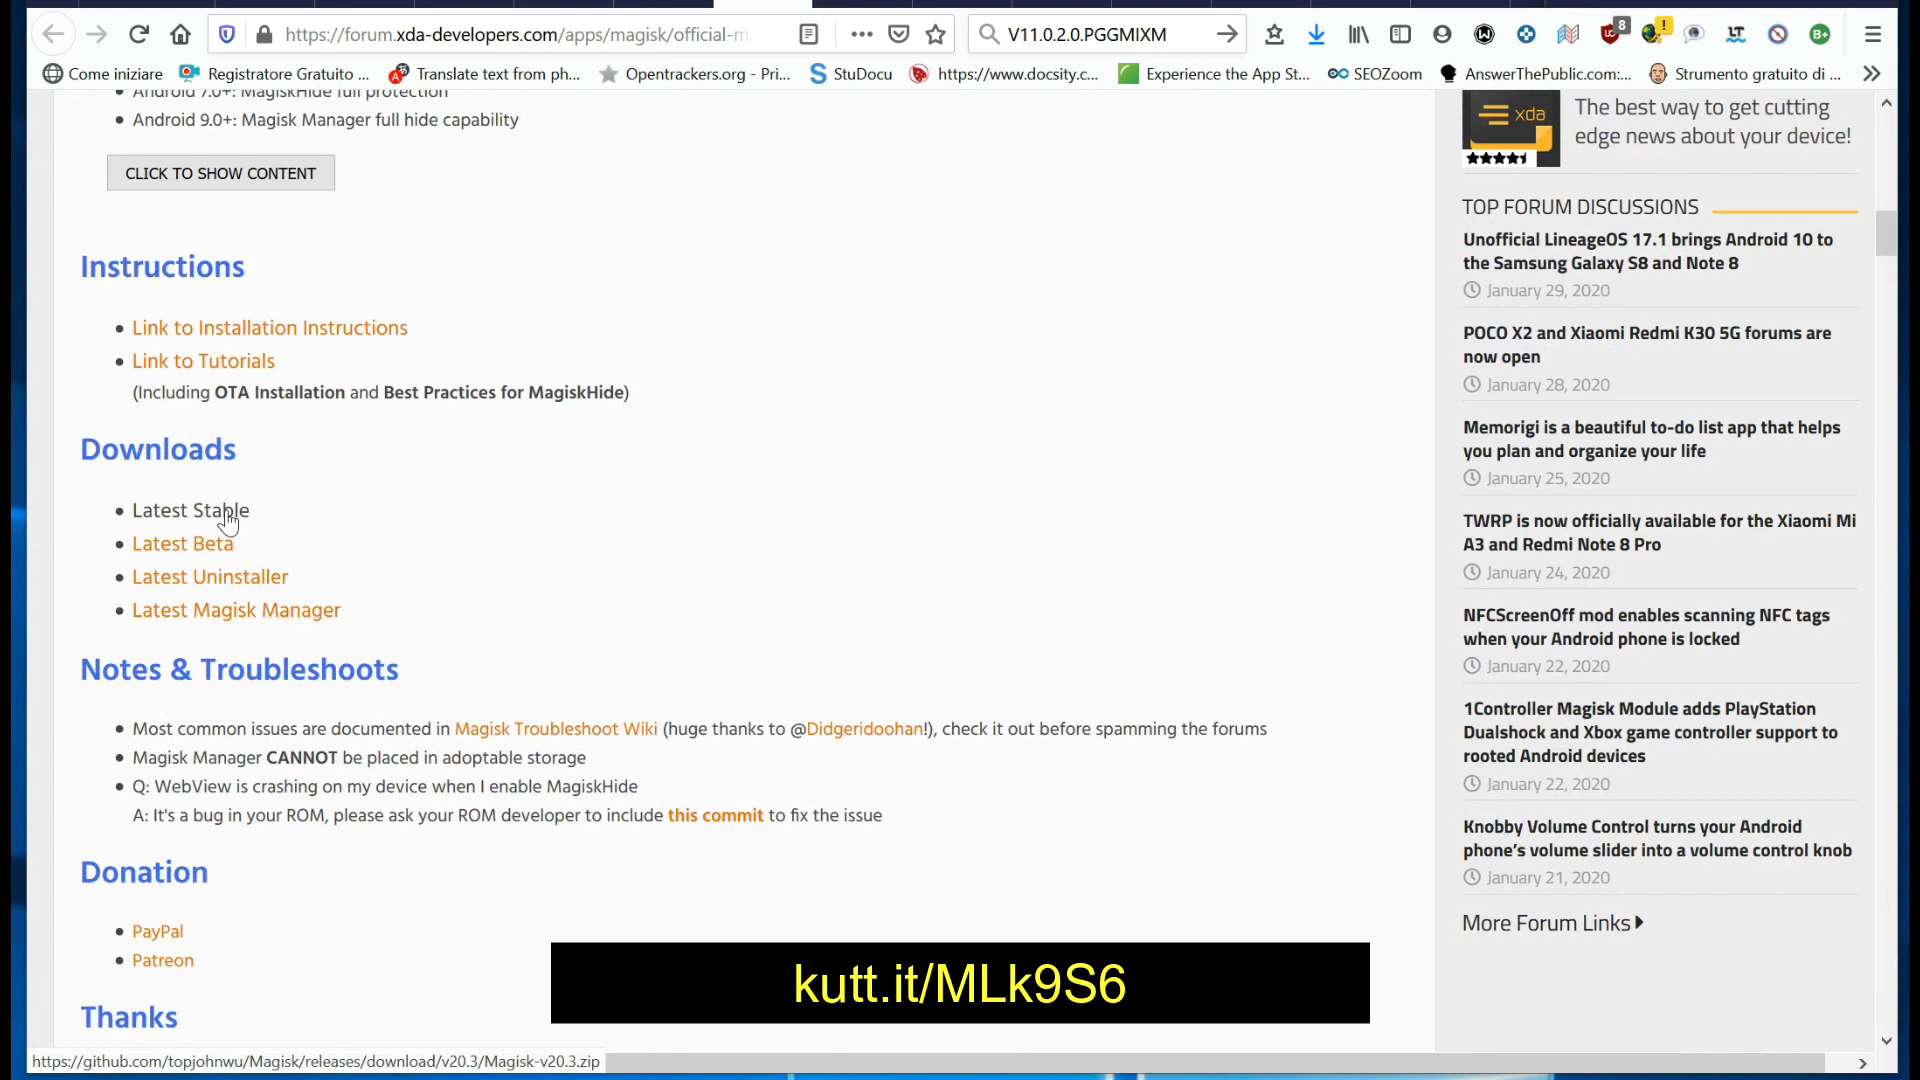 https://forum.xda-developers.com/apps/magisk/official-m
V11.0.2.0.PGGMIXM
8
Come iniziare
Registratore Gratuito ...
Translate text from ph...
Opentrackers.org - Pri...
StuDocu
https://www.docsity.c...
Experience the App St...
SEOZoom
AnswerThePublic.com:...
Strumento gratuito di ...
Android 7.0+: MagiskHide full protection
Android 9.0+: Magisk Manager full hide capability
CLICK TO SHOW CONTENT
Instructions
Link to Installation Instructions
Link to Tutorials
(Including OTA Installation and Best Practices for MagiskHide)
Downloads
Latest Stable
Latest Beta
Latest Uninstaller
Latest Magisk Manager
Notes & Troubleshoots
Most common issues are documented in Magisk Troubleshoot Wiki (huge thanks to @Didgeridoohan!), check it out before spamming the forums
Magisk Manager CANNOT be placed in adoptable storage
Q: WebView is crashing on my device when I enable MagiskHide
A: It's a bug in your ROM, please ask your ROM developer to include this commit to fix the issue
Donation
PayPal
Patreon
Thanks
xda
The best way to get cutting
edge news about your device!
TOP FORUM DISCUSSIONS
Unofficial LineageOS 17.1 brings Android 10 to
the Samsung Galaxy S8 and Note 8
January 29, 2020
POCO X2 and Xiaomi Redmi K30 5G forums are
now open
January 28, 2020
Memorigi is a beautiful to-do list app that helps
you plan and organize your life
January 25, 2020
TWRP is now officially available for the Xiaomi Mi
A3 and Redmi Note 8 Pro
January 24, 2020
NFCScreenOff mod enables scanning NFC tags
when your Android phone is locked
January 22, 2020
1Controller Magisk Module adds PlayStation
Dualshock and Xbox game controller support to
rooted Android devices
January 22, 2020
Knobby Volume Control turns your Android
phone's volume slider into a volume control knob
January 21, 2020
More Forum Links
kutt.it/MLk9S6
https://github.com/topjohnwu/Magisk/releases/download/v20.3/Magisk-v20.3.zip